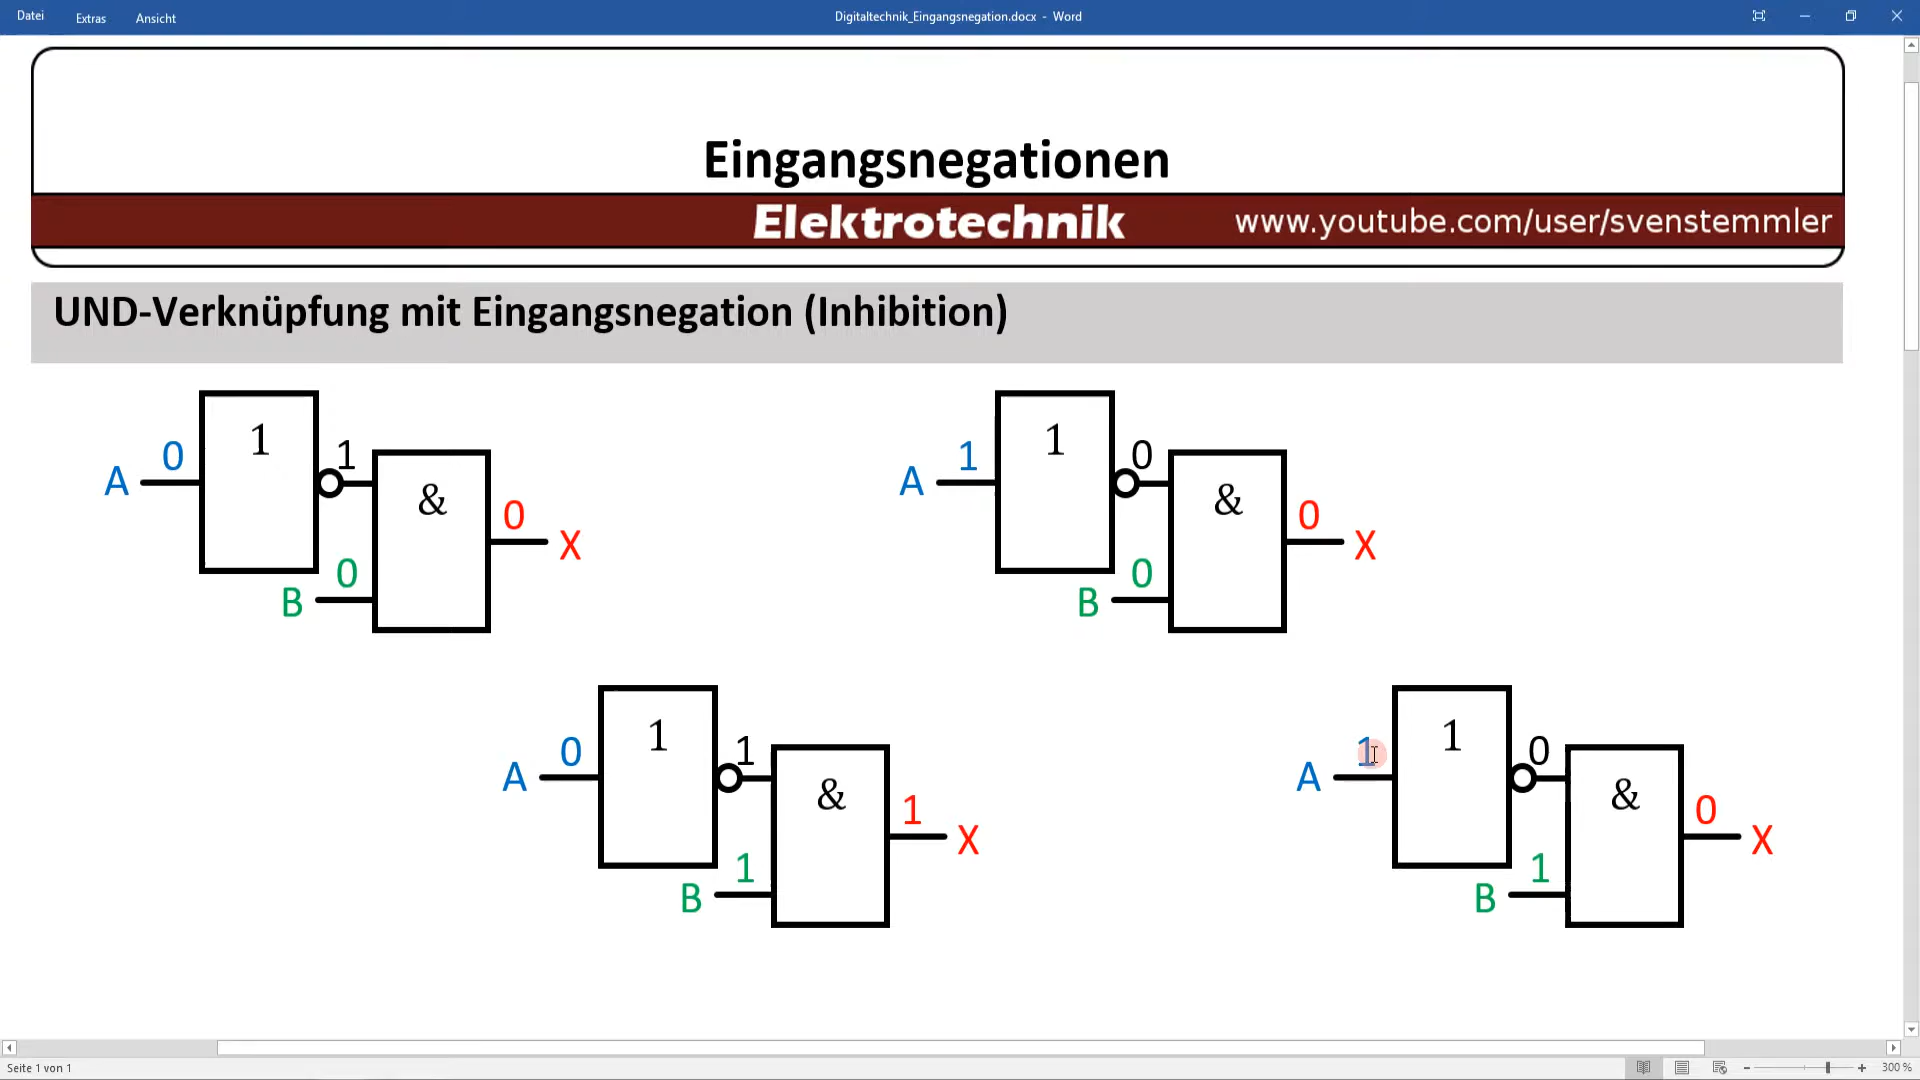 Datei Extras Ansicht Digitaltechnik_Eingangsnegation.docx - Word
Eingangsnegationen
Elektrotechnik www.youtube.com/user/svenstemmler
UND-Verknüpfung mit Eingangsnegation (Inhibition)
A 0 1 1 & 0 X
B 0
A 1 1 0 & 0 X
B 0
A 0 1 1 & 1 X
B 1
A 1 1 0 & 0 X
B 1
Seite 1 von 1 300 %